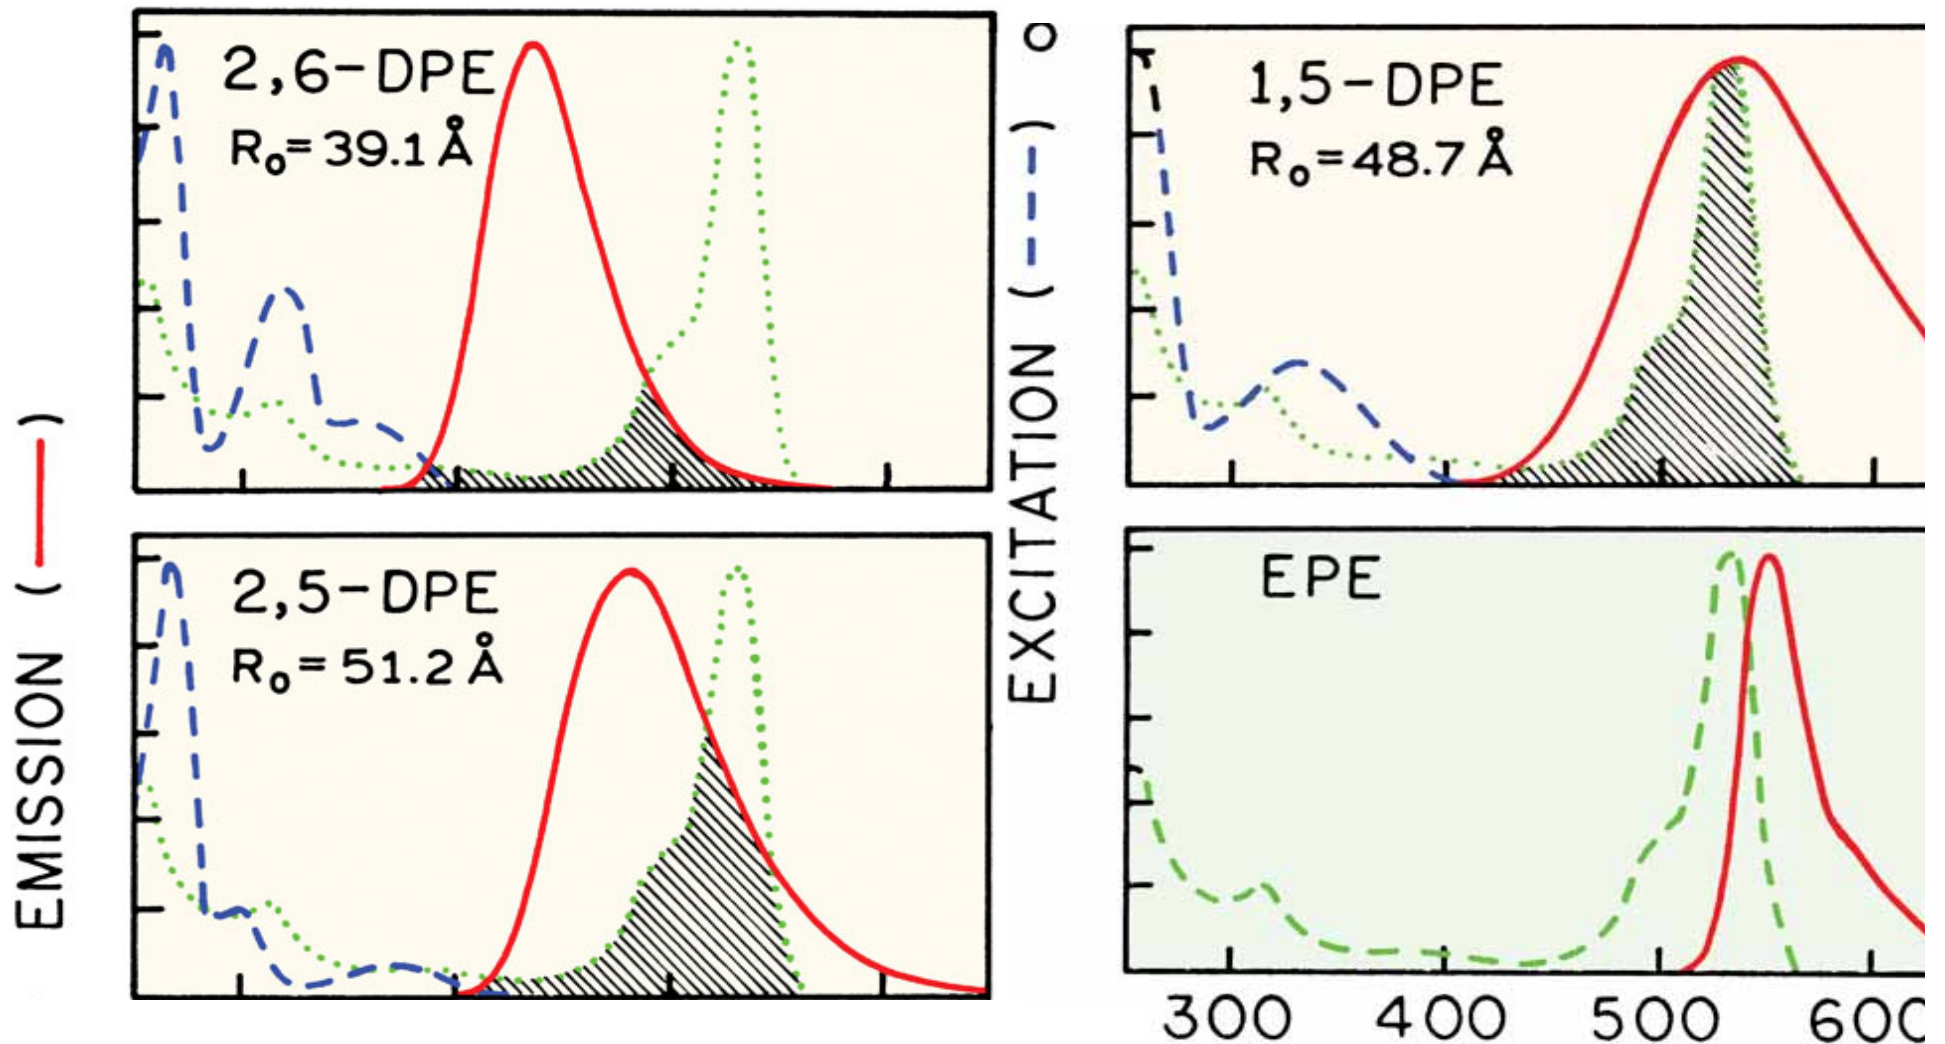 2,6-DPE
R₀=39.1 Å
1,5-DPE
R₀=48.7 Å
2,5-DPE
R₀=51.2 Å
EPE
EMISSION (—)
EXCITATION (---) o
300 400 500 600